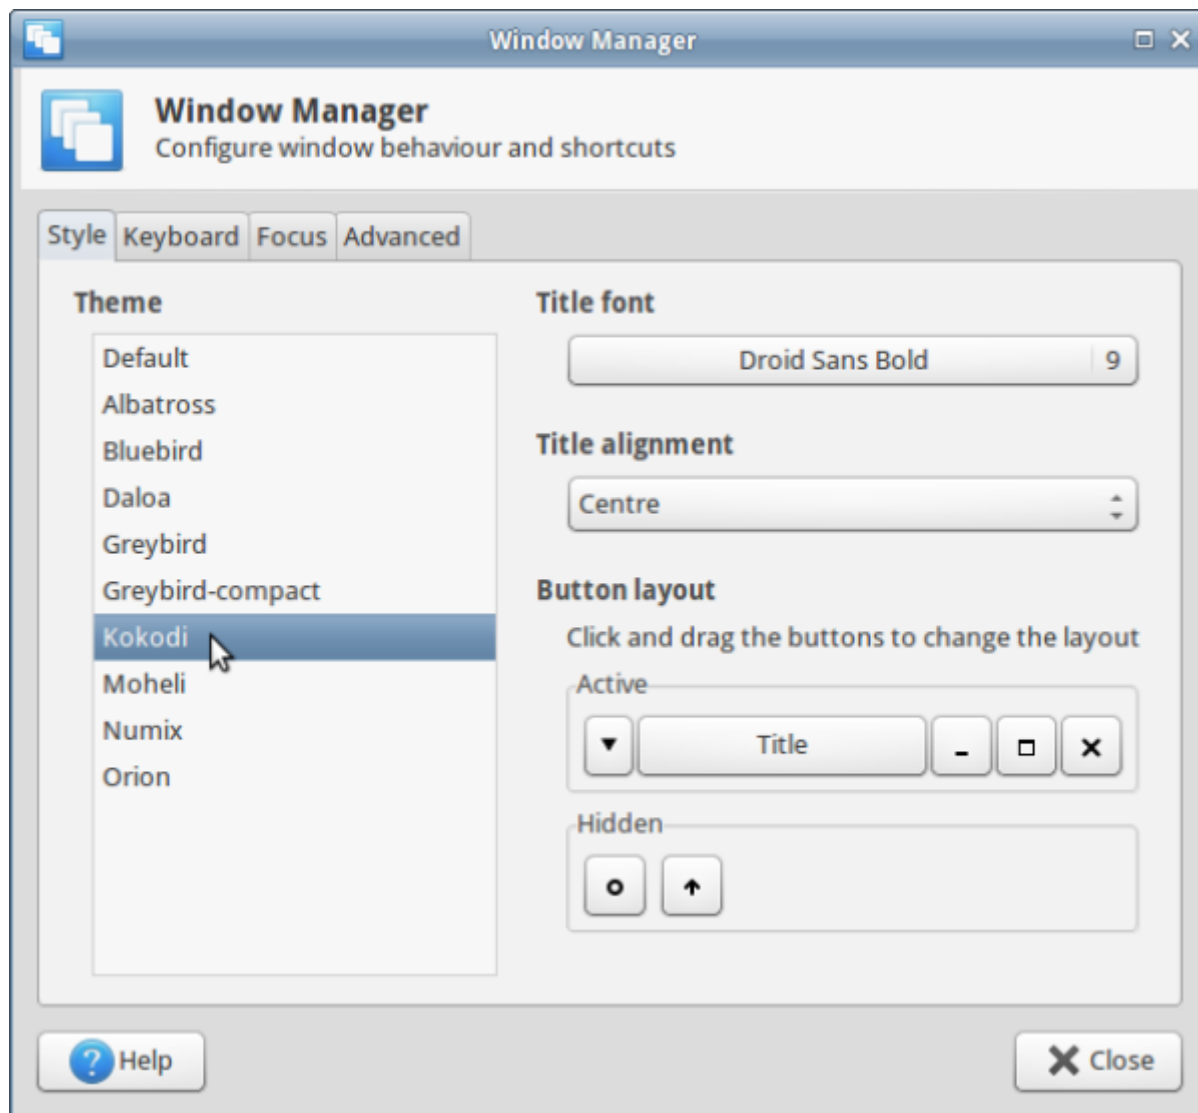 Window Manager
Window Manager
Configure window behaviour and shortcuts
Style Keyboard Focus Advanced
Theme
Default
Albatross
Bluebird
Daloa
Greybird
Greybird-compact
Kokodi
Moheli
Numix
Orion
Title font
Droid Sans Bold 9
Title alignment
Centre
Button layout
Click and drag the buttons to change the layout
Active
Title
Hidden
Help
Close